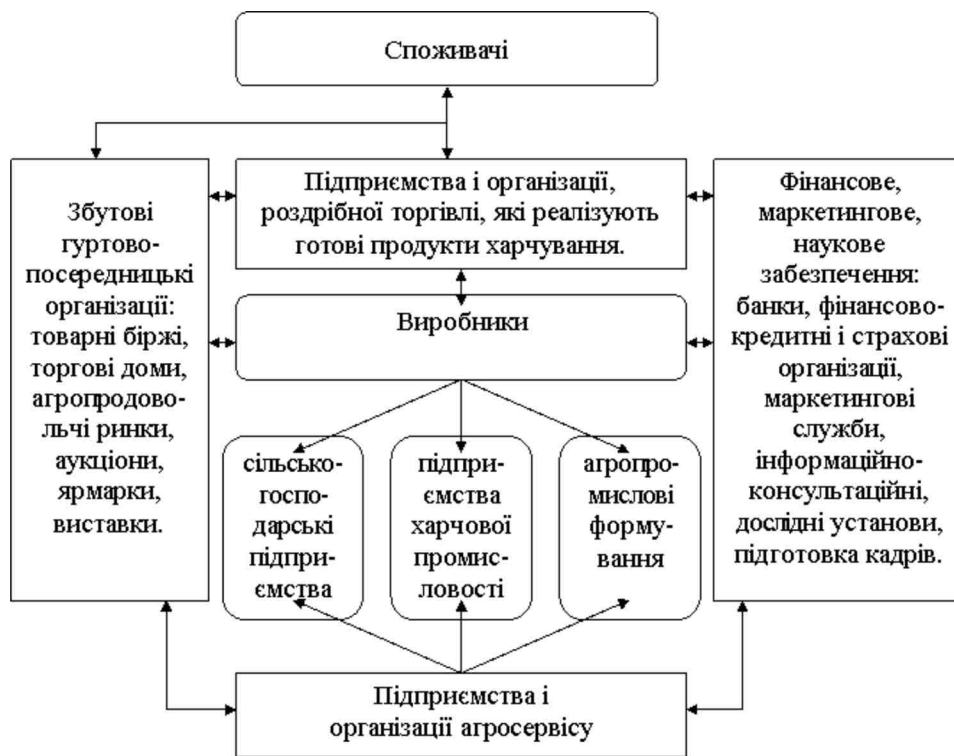 Споживачі
Збутові
гуртово-
посередницькі
організації:
товарні біржі,
торгові доми,
агропродово-
льчі ринки,
аукціони,
ярмарки,
виставки.
Підприємства і організації,
роздрібної торгівлі, які реалізують
готові продукти харчування.
Виробники
сільсько-
госпо-
дарські
підпри-
ємства
підпри-
ємства
харчової
промис-
ловості
агропро-
мислові
форму-
вання
Фінансове,
маркетингове,
наукове
забезпечення:
банки, фінансово-
кредитні і страхові
організації,
маркетингові
служби,
інформаційно-
консультаційні,
дослідні установи,
підготовка кадрів.
Підприємства і
організації агросервісу